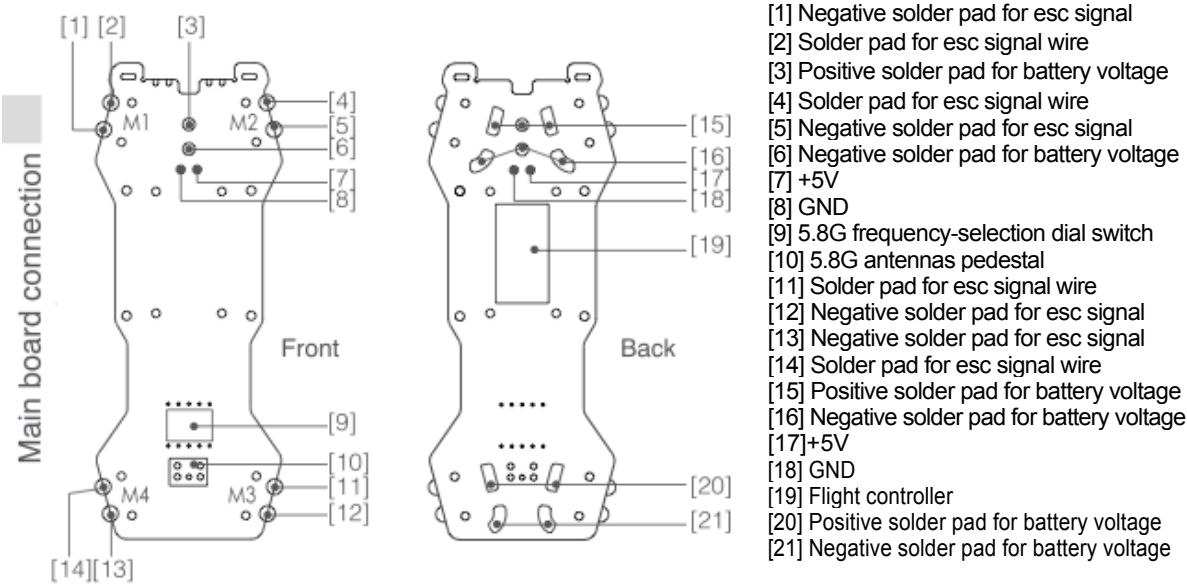 Main board connection
[1] [2] [3]
M1 M2
[4]
[5]
[6]
[7]
[8]
Front
[9]
[10]
M4 M3
[11]
[12]
[14][13]
[15]
[16]
[17]
[18]
[19]
Back
[20]
[21]
[1] Negative solder pad for esc signal
[2] Solder pad for esc signal wire
[3] Positive solder pad for battery voltage
[4] Solder pad for esc signal wire
[5] Negative solder pad for esc signal
[6] Negative solder pad for battery voltage
[7] +5V
[8] GND
[9] 5.8G frequency-selection dial switch
[10] 5.8G antennas pedestal
[11] Solder pad for esc signal wire
[12] Negative solder pad for esc signal
[13] Negative solder pad for esc signal
[14] Solder pad for esc signal wire
[15] Positive solder pad for battery voltage
[16] Negative solder pad for battery voltage
[17]+5V
[18] GND
[19] Flight controller
[20] Positive solder pad for battery voltage
[21] Negative solder pad for battery voltage